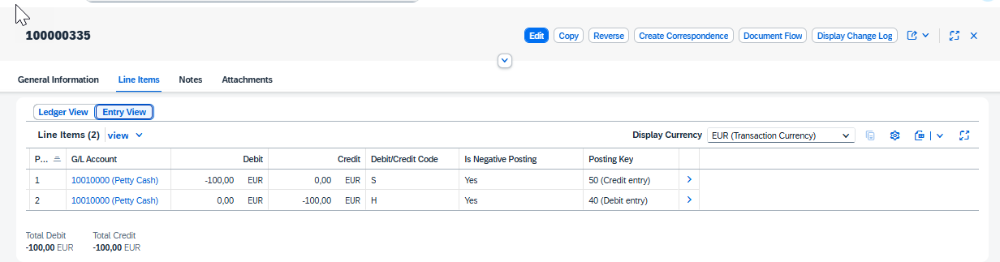 100000335 Edit Copy Reverse Create Correspondence Document Flow Display Change Log
General Information Line Items Notes Attachments
Ledger View Entry View
Line Items (2) view Display Currency EUR (Transaction Currency)
P... G/L Account Debit Credit Debit/Credit Code Is Negative Posting Posting Key
1 10010000 (Petty Cash) -100,00 EUR 0,00 EUR S Yes 50 (Credit entry)
2 10010000 (Petty Cash) 0,00 EUR -100,00 EUR H Yes 40 (Debit entry)
Total Debit Total Credit
-100,00 EUR -100,00 EUR